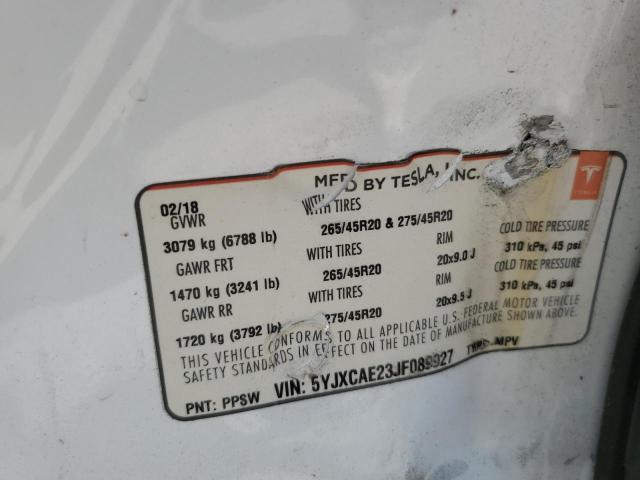 MFD BY TESLA, INC.
02/18
GVWR WITH TIRES
3079 kg (6788 lb) 265/45R20 & 275/45R20 COLD TIRE PRESSURE
GAWR FRT WITH TIRES RIM 310 kPa, 45 psi
1470 kg (3241 lb) 265/45R20 20x9.0 J COLD TIRE PRESSURE
GAWR RR WITH TIRES RIM 310 kPa, 45 psi
1720 kg (3792 lb) 275/45R20 20x9.5 J
THIS VEHICLE CONFORMS TO ALL APPLICABLE U.S. FEDERAL MOTOR VEHICLE
SAFETY STANDARDS IN EFFECT ON THE DATE OF MANUFACTURE SHOWN ABOVE.
PNT: PPSW VIN: 5YJXCAE23JF089927 TYPE: MPV
TESLA